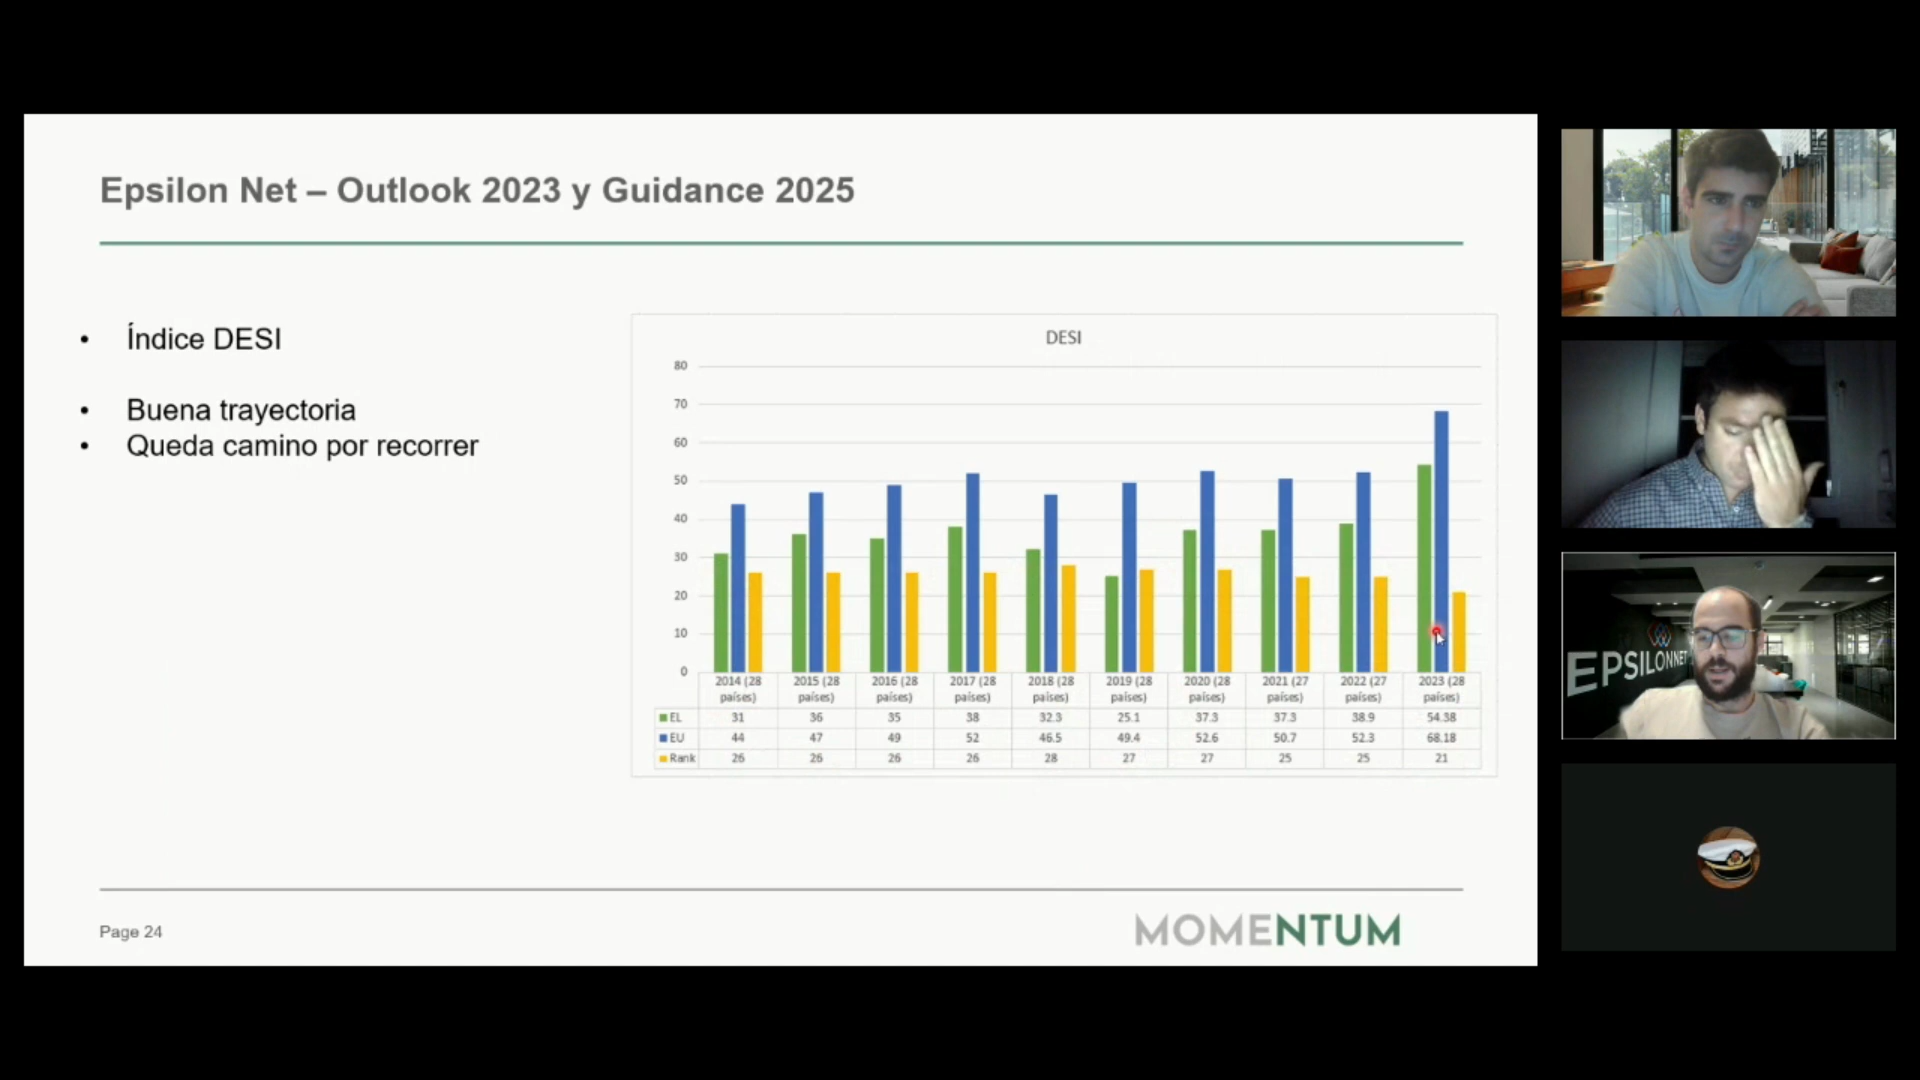 Epsilon Net – Outlook 2023 y Guidance 2025
• Índice DESI
• Buena trayectoria
• Queda camino por recorrer
DESI
80
70
60
50
40
30
20
10
0
2014 (28 países) 2015 (28 países) 2016 (28 países) 2017 (28 países) 2018 (28 países) 2019 (28 países) 2020 (28 países) 2021 (27 países) 2022 (27 países) 2023 (28 países)
EL 31 36 35 38 32.3 25.1 37.3 37.3 38.9 54.38
EU 44 47 49 52 46.5 49.4 52.6 50.7 52.3 68.18
Rank 26 26 26 26 28 27 27 25 25 21
Page 24
MOMENTUM
EPSILONNET